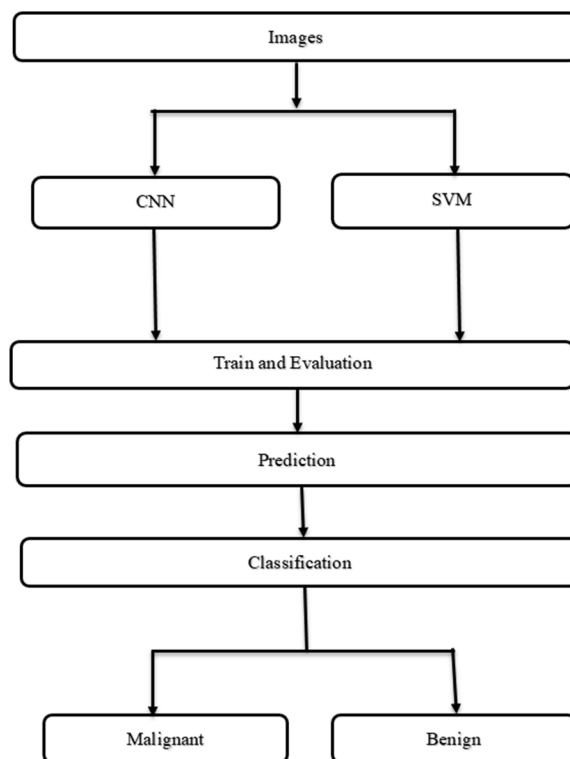 Images
CNN
SVM
Train and Evaluation
Prediction
Classification
Malignant
Benign